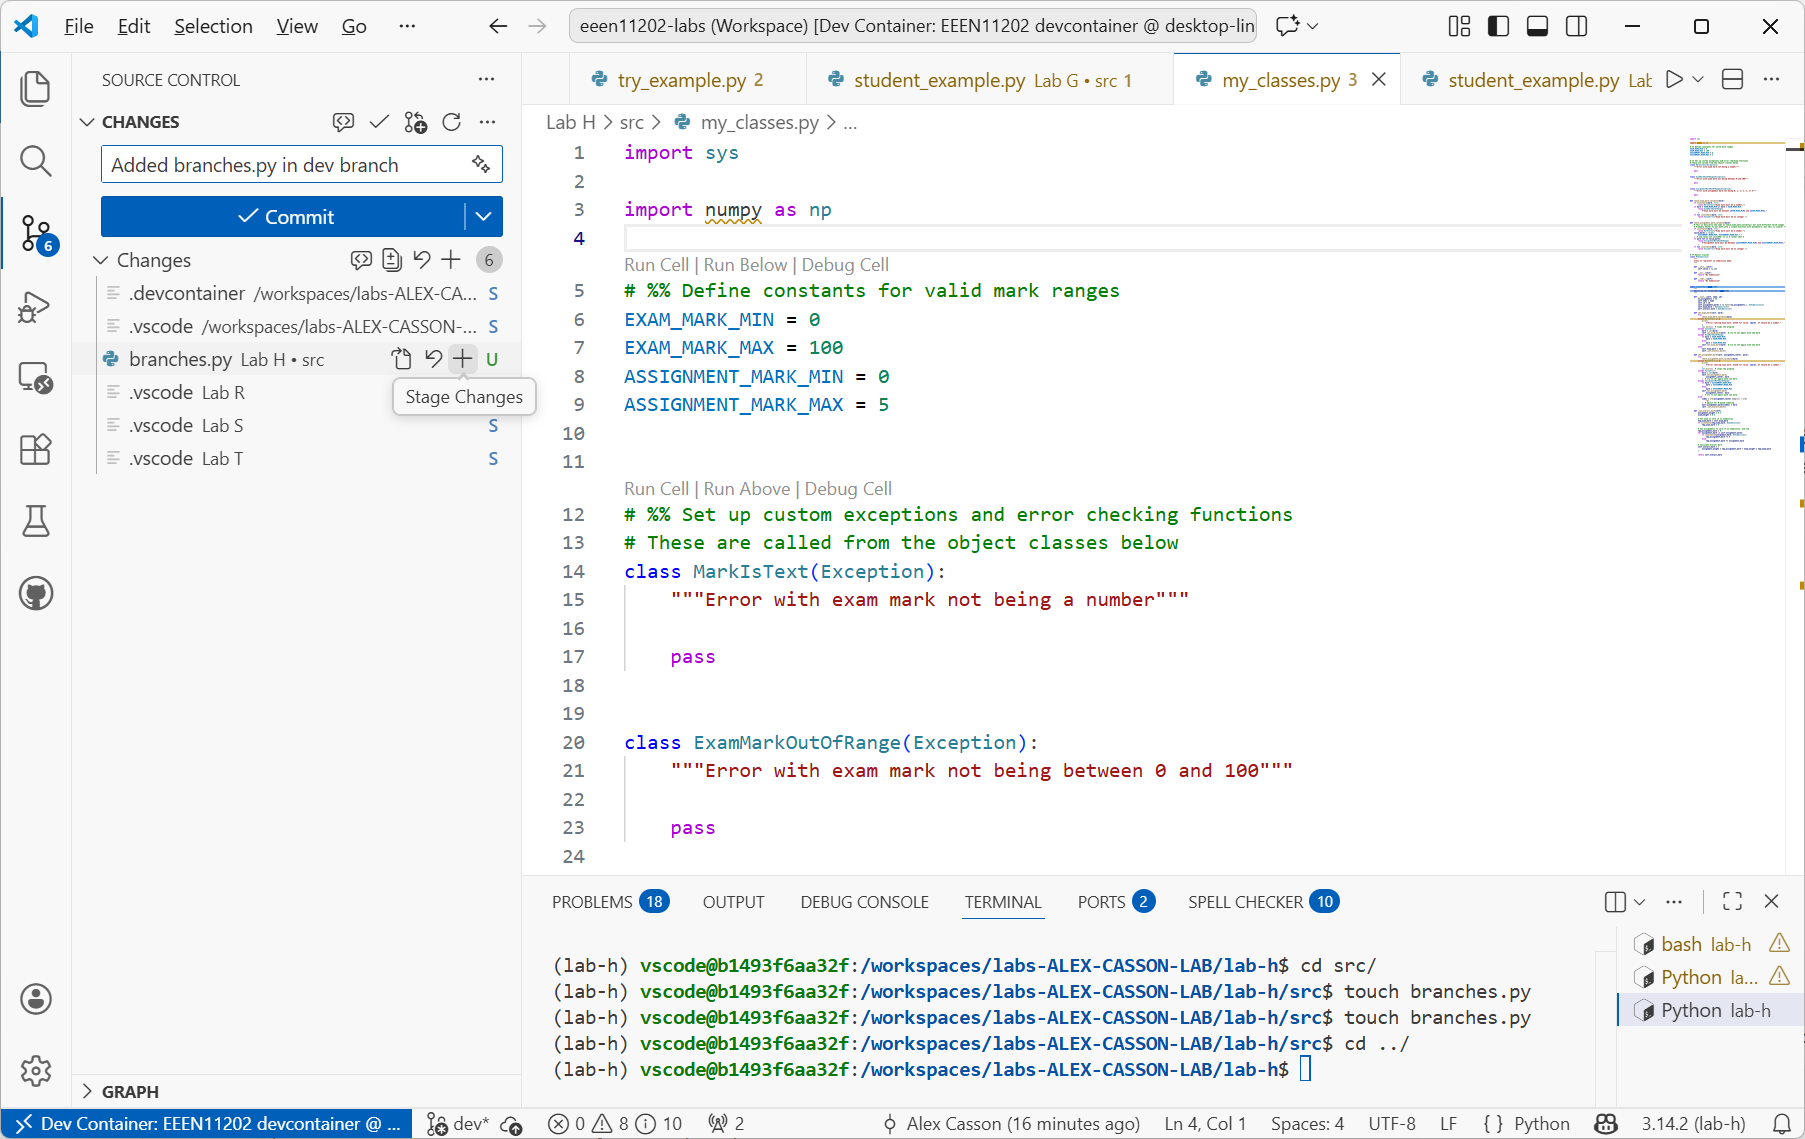 File Edit Selection View Go ··· eeen11202-labs (Workspace) [Dev Container: EEEN11202 devcontainer @ desktop-lin
SOURCE CONTROL
try_example.py 2
student_example.py Lab G • src 1
my_classes.py 3
student_example.py Lab
CHANGES
Lab H > src > my_classes.py > ...
Added branches.py in dev branch
Commit
Changes 6
.devcontainer /workspaces/labs-ALEX-CA... S
.vscode /workspaces/labs-ALEX-CASSON-... S
branches.py Lab H • src U
.vscode Lab R
Stage Changes
.vscode Lab S S
.vscode Lab T S
6
GRAPH
1 import sys
2
3 import numpy as np
4
Run Cell | Run Below | Debug Cell
5 # %% Define constants for valid mark ranges
6 EXAM_MARK_MIN = 0
7 EXAM_MARK_MAX = 100
8 ASSIGNMENT_MARK_MIN = 0
9 ASSIGNMENT_MARK_MAX = 5
10
11
Run Cell | Run Above | Debug Cell
12 # %% Set up custom exceptions and error checking functions
13 # These are called from the object classes below
14 class MarkIsText(Exception):
15 """Error with exam mark not being a number"""
16
17 pass
18
19
20 class ExamMarkOutOfRange(Exception):
21 """Error with exam mark not being between 0 and 100"""
22
23 pass
24
PROBLEMS 18 OUTPUT DEBUG CONSOLE TERMINAL PORTS 2 SPELL CHECKER 10
(lab-h) vscode@b1493f6aa32f:/workspaces/labs-ALEX-CASSON-LAB/lab-h$ cd src/
(lab-h) vscode@b1493f6aa32f:/workspaces/labs-ALEX-CASSON-LAB/lab-h/src$ touch branches.py
(lab-h) vscode@b1493f6aa32f:/workspaces/labs-ALEX-CASSON-LAB/lab-h/src$ touch branches.py
(lab-h) vscode@b1493f6aa32f:/workspaces/labs-ALEX-CASSON-LAB/lab-h/src$ cd ../
(lab-h) vscode@b1493f6aa32f:/workspaces/labs-ALEX-CASSON-LAB/lab-h$
bash lab-h
Python la...
Python lab-h
Dev Container: EEEN11202 devcontainer @ ... dev* 0 8 10 2 Alex Casson (16 minutes ago) Ln 4, Col 1 Spaces: 4 UTF-8 LF { } Python 3.14.2 (lab-h)